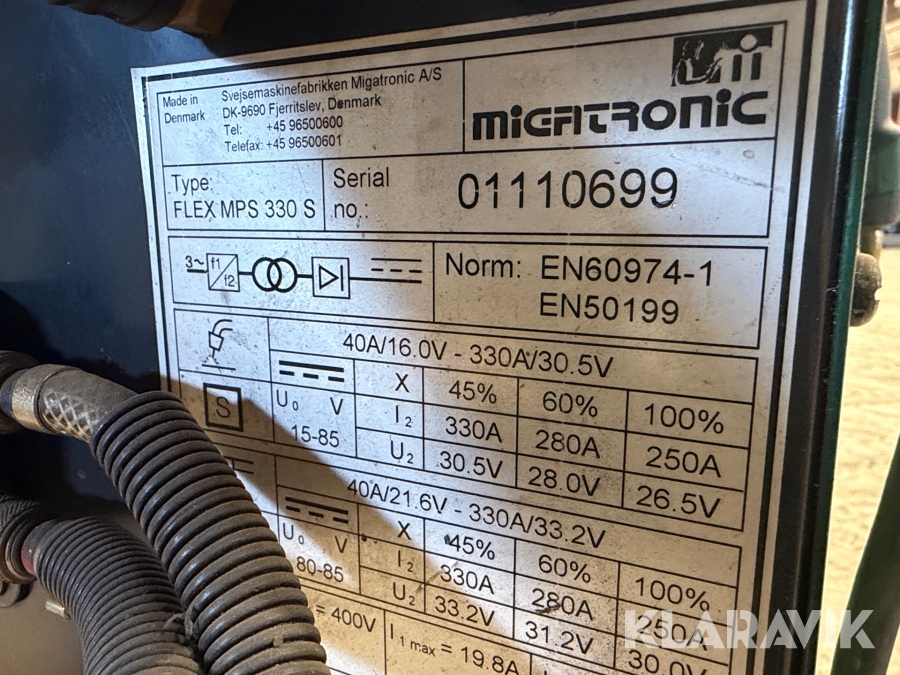 Made in
Denmark
Svejsemaskinefabrikken Migatronic A/S
DK-9690 Fjerritslev, Denmark
Tel: +45 96500600
Telefax: +45 96500601
MIGATRONIC
Type:
FLEX MPS 330 S
Serial
no.: 01110699
3~ f1
f2
Norm: EN60974-1
EN50199
40A/16.0V - 330A/30.5V
X 45% 60% 100%
S
U₀ V
15-85
I₂ 330A 280A 250A
U₂ 30.5V 28.0V 26.5V
40A/21.6V - 330A/33.2V
X 45% 60% 100%
U₀ V
80-85
I₂ 330A 280A 250A
U₂ 33.2V 31.2V 30.0V
= 400V
I₁ max = 19.8A
KLARAVIK